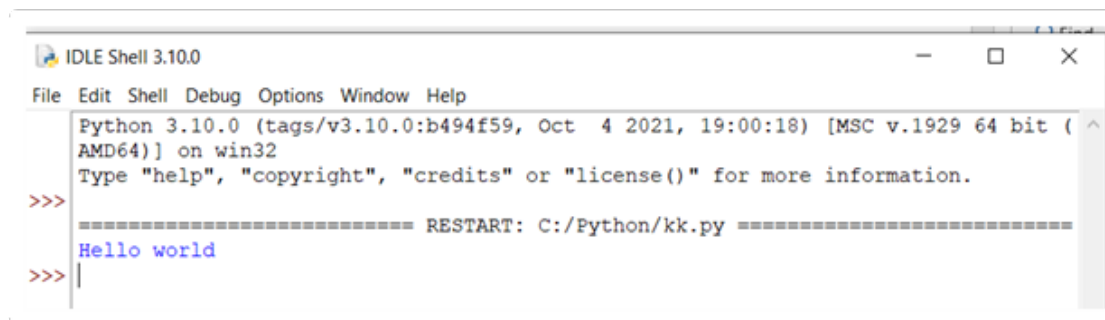 Find
IDLE Shell 3.10.0
File Edit Shell Debug Options Window Help
Python 3.10.0 (tags/v3.10.0:b494f59, Oct  4 2021, 19:00:18) [MSC v.1929 64 bit (
AMD64)] on win32
Type "help", "copyright", "credits" or "license()" for more information.
>>>
=========================== RESTART: C:/Python/kk.py ===========================
Hello world
>>>